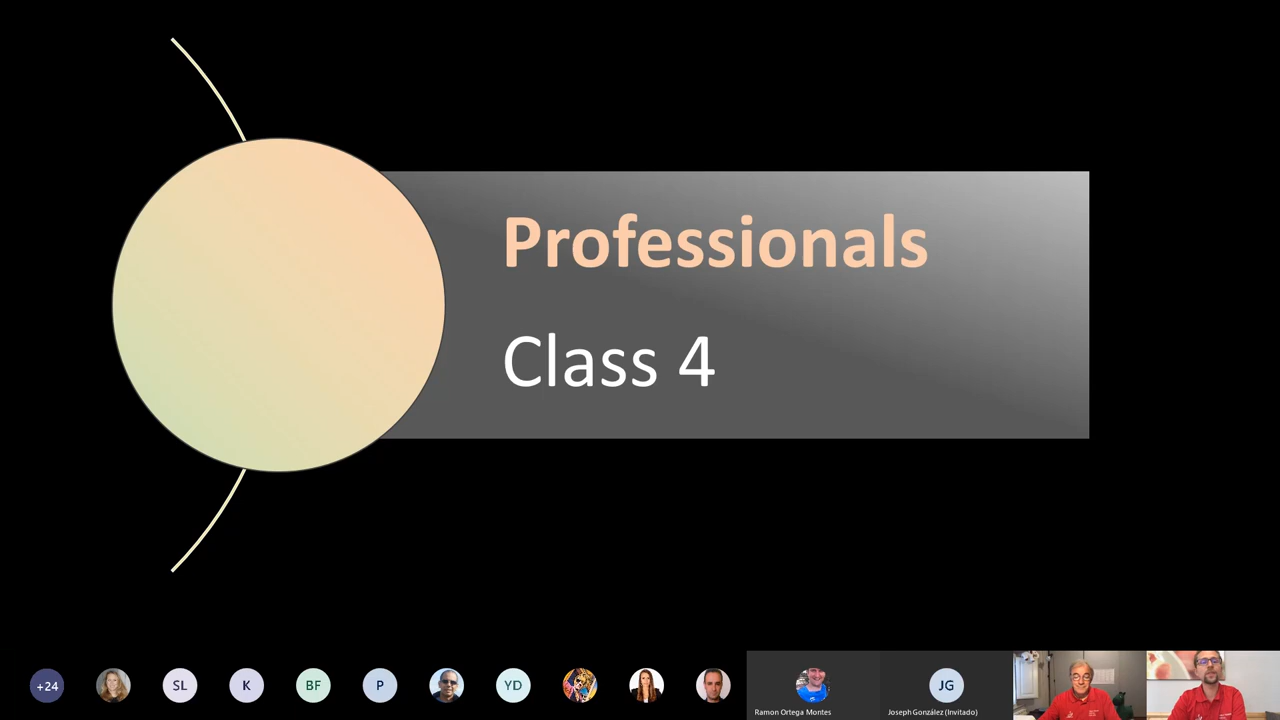 Professionals
Class 4
+24
SL
K
BF
P
YD
Ramon Ortega Montes
JG
Joseph González (Invitado)